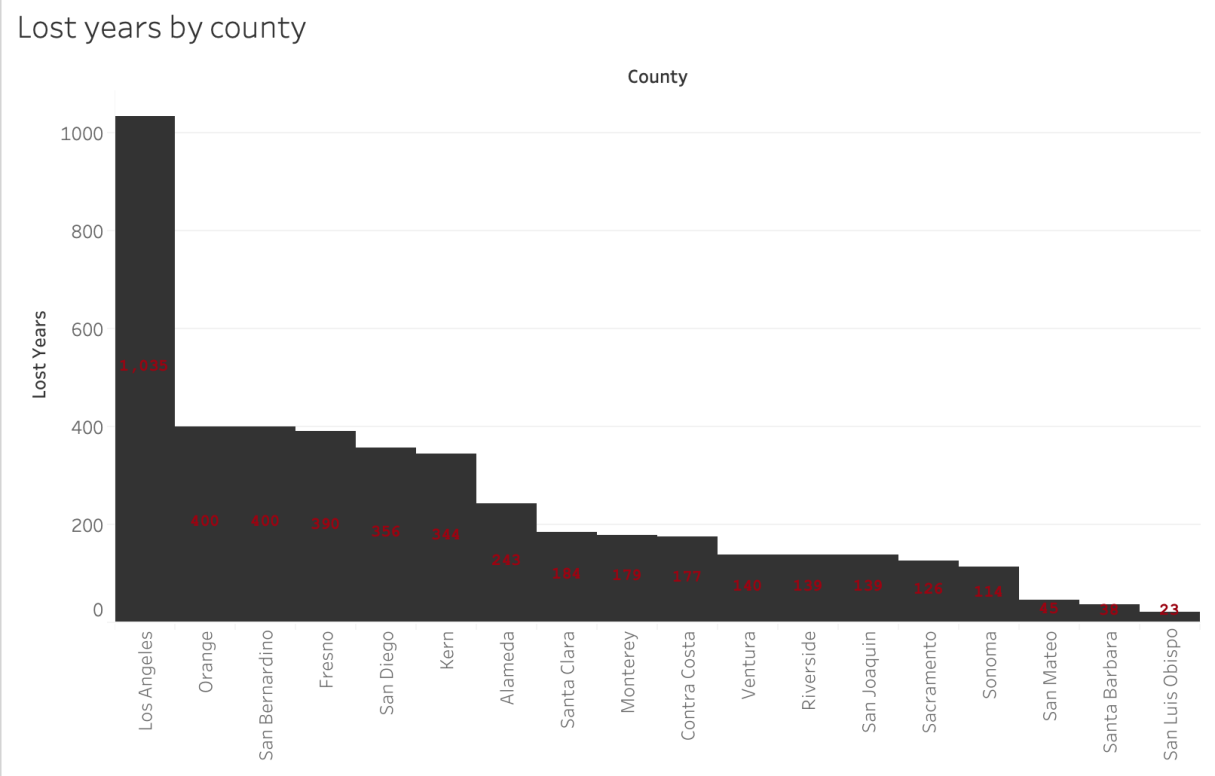 Lost years by county
County
Lost Years
1000
800
600
400
200
0
1,035
400
400
390
356
344
243
184
179
177
140
139
139
126
114
45
38
23
Los Angeles
Orange
San Bernardino
Fresno
San Diego
Kern
Alameda
Santa Clara
Monterey
Contra Costa
Ventura
Riverside
San Joaquin
Sacramento
Sonoma
San Mateo
Santa Barbara
San Luis Obispo